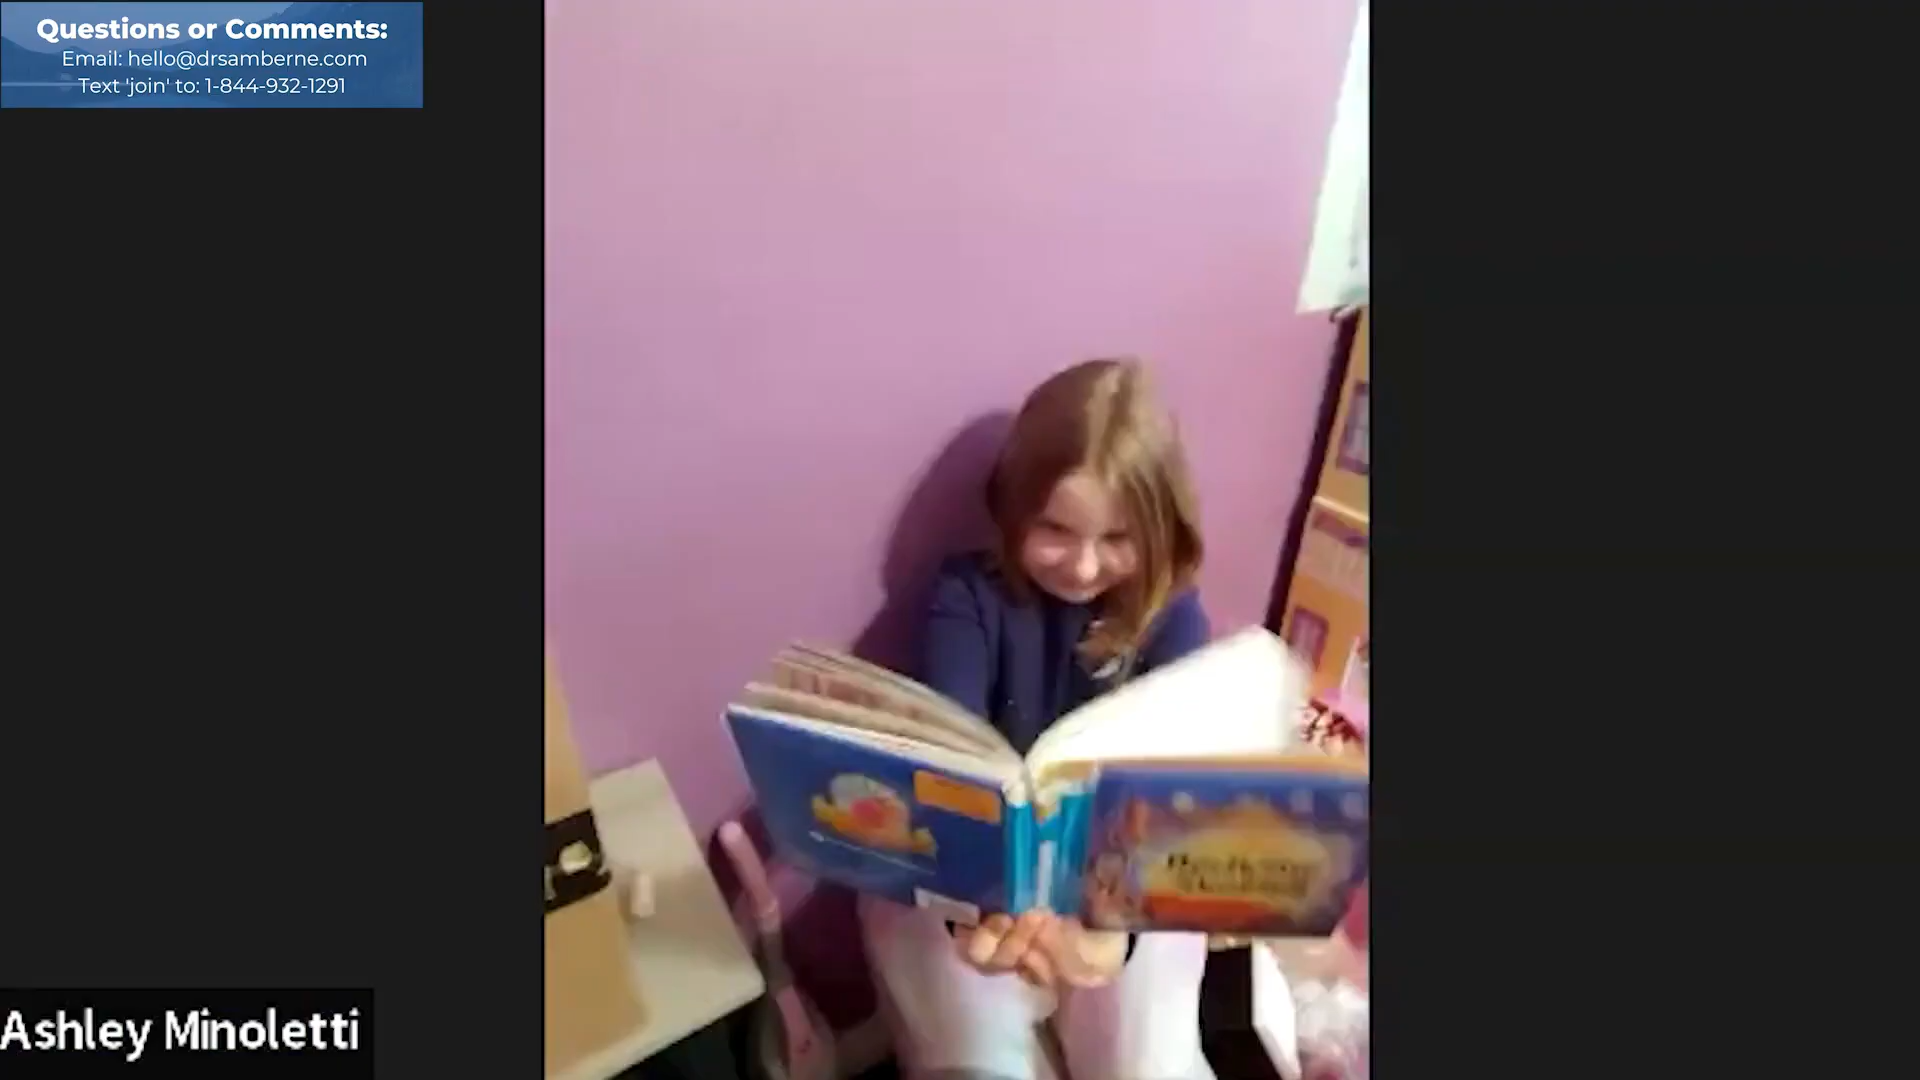 Questions or Comments:
Email: hello@drsamberne.com
Text 'join' to: 1-844-932-1291
Ashley Minoletti